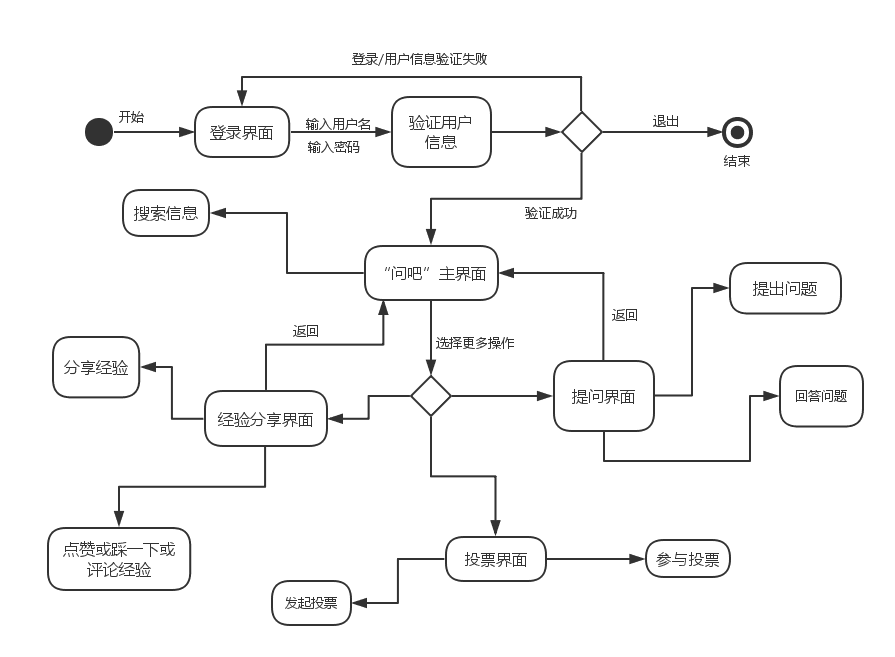 登录/用户信息验证失败
开始
登录界面
输入用户名
输入密码
验证用户
信息
退出
结束
验证成功
搜索信息
“问吧”主界面
提出问题
返回
返回
选择更多操作
分享经验
经验分享界面
提问界面
回答问题
点赞或踩一下或
评论经验
投票界面
参与投票
发起投票